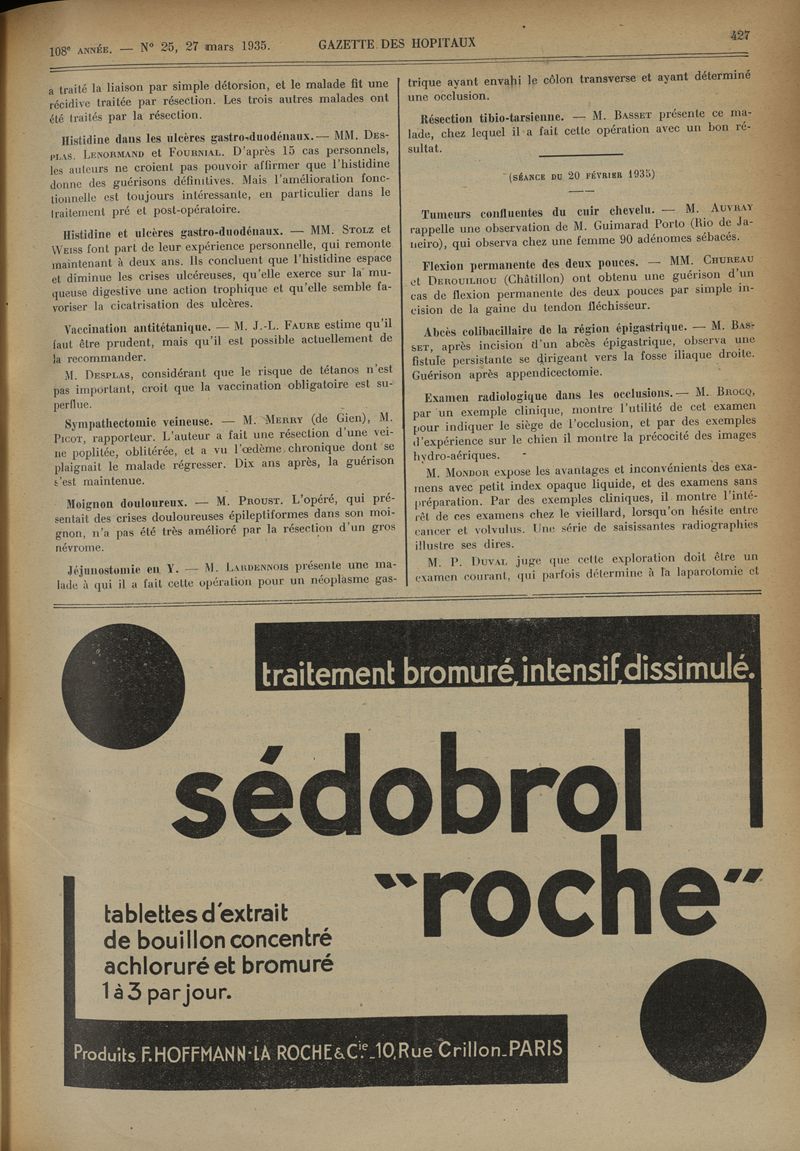 108e ANNÉE. — N° 25, 27 mars 1935.
GAZETTE DES HOPITAUX
427
a traité la liaison par simple détorsion, et le malade fit une
récidive traitée par résection. Les trois autres malades ont
été traités par la résection.
Histidine dans les ulcères gastro-duodénaux. — MM. DES-
PLAS, LENORMAND et FOURNIAL. D'après 15 cas personnels,
les auteurs ne croient pas pouvoir affirmer que l'histidine
donne des guérisons définitives. Mais l'amélioration fonc-
tionnelle est toujours intéressante, en particulier dans le
traitement pré et post-opératoire.
Histidine et ulcères gastro-duodénaux. — MM. STOLZ et
WEISS font part de leur expérience personnelle, qui remonte
maintenant à deux ans. Ils concluent que l'histidine espace
et diminue les crises ulcéreuses, qu'elle exerce sur la mu-
queuse digestive une action trophique et qu'elle semble fa-
voriser la cicatrisation des ulcères.
Vaccination antitétanique. — M. J.-L. FAURE estime qu'il
faut être prudent, mais qu'il est possible actuellement de
la recommander.
M. DESPLAS, considérant que le risque de tétanos n'est
pas important, croit que la vaccination obligatoire est su-
perflue.
Sympathectomie veineuse. — M. MERRY (de Gien), M.
PICOT, rapporteur. L'auteur a fait une résection d'une vei-
ne poplitée, oblitérée, et a vu l'œdème chronique dont se
plaignait le malade régresser. Dix ans après, la guérison
s'est maintenue.
Moignon douloureux. — M. PROUST. L'opéré, qui pré-
sentait des crises douloureuses épileptiformes dans son moi-
gnon, n'a pas été très amélioré par la résection d'un gros
névrome.
Jéjunostomie en Y. — M. LARDENNOIS présente une ma-
lade à qui il a fait cette opération pour un néoplasme gas-
trique ayant envahi le côlon transverse et ayant déterminé
une occlusion.
Résection tibio-tarsienne. — M. BASSET présente ce ma-
lade, chez lequel il a fait cette opération avec un bon ré-
sultat.
(SÉANCE DU 20 FÉVRIER 1935)
Tumeurs confluentes du cuir chevelu. — M. AUVRAY
rappelle une observation de M. Guimarad Porto (Rio de Ja-
neiro), qui observa chez une femme 90 adénomes sébacés.
Flexion permanente des deux pouces. — MM. CHUREAU
et DEROUILHOU (Châtillon) ont obtenu une guérison d'un
cas de flexion permanente des deux pouces par simple in-
cision de la gaine du tendon fléchisseur.
Abcès colibacillaire de la région épigastrique. — M. BAS-
SET, après incision d'un abcès épigastrique, observa une
fistule persistante se dirigeant vers la fosse iliaque droite.
Guérison après appendicectomie.
Examen radiologique dans les occlusions. — M. BROCQ,
par un exemple clinique, montre l'utilité de cet examen
pour indiquer le siège de l'occlusion, et par des exemples
d'expérience sur le chien il montre la précocité des images
hydro-aériques.
M. MONDOR expose les avantages et inconvénients des exa-
mens avec petit index opaque liquide, et des examens sans
préparation. Par des exemples cliniques, il montre l'inté-
rêt de ces examens chez le vieillard, lorsqu'on hésite entre
cancer et volvulus. Une série de saisissantes radiographies
illustre ses dires.
M. P. DUVAL juge que cette exploration doit être un
examen courant, qui parfois détermine à la laparotomie et
traitement bromuré, intensif, dissimulé.
sédobrol
"roche"
tablettes d'extrait
de bouillon concentré
achloruré et bromuré
1 à 3 par jour.
Produits F. HOFFMANN-LA ROCHE & Cie_10, Rue Crillon_PARIS